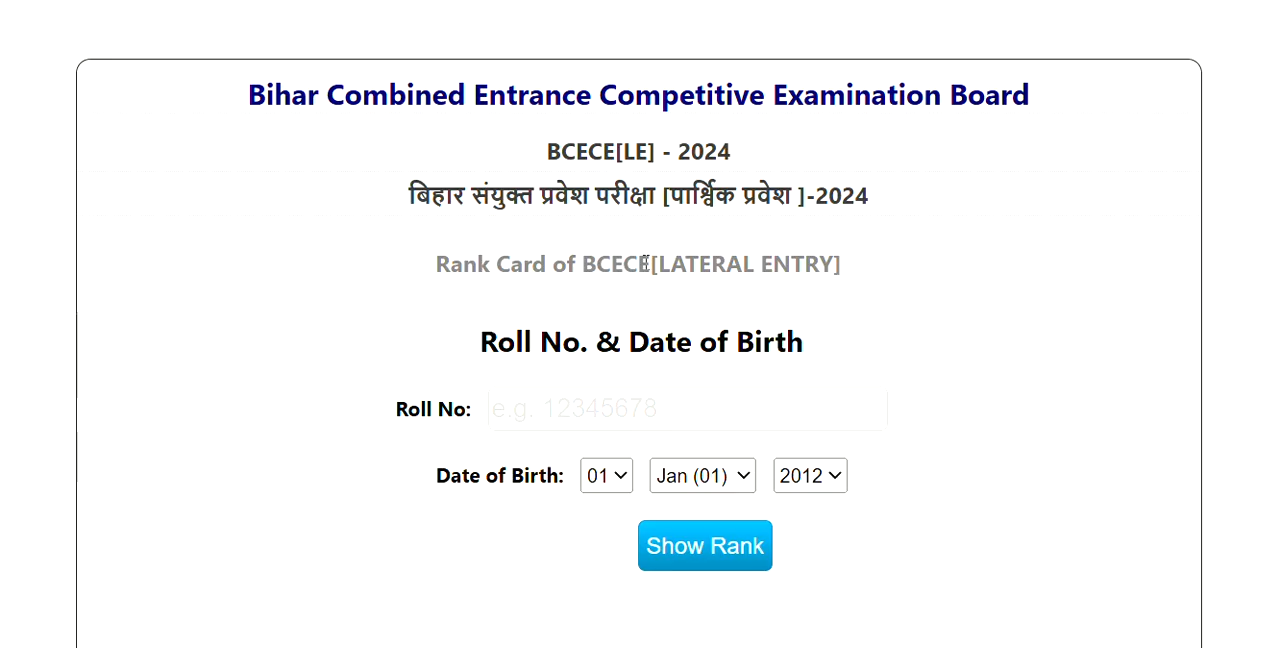 Bihar Combined Entrance Competitive Examination Board
BCECE[LE] - 2024
बिहार संयुक्त प्रवेश परीक्षा [पार्श्विक प्रवेश ]-2024
Rank Card of BCECE[LATERAL ENTRY]
Roll No. & Date of Birth
Roll No: e.g. 12345678
Date of Birth: 01 Jan (01) 2012
Show Rank